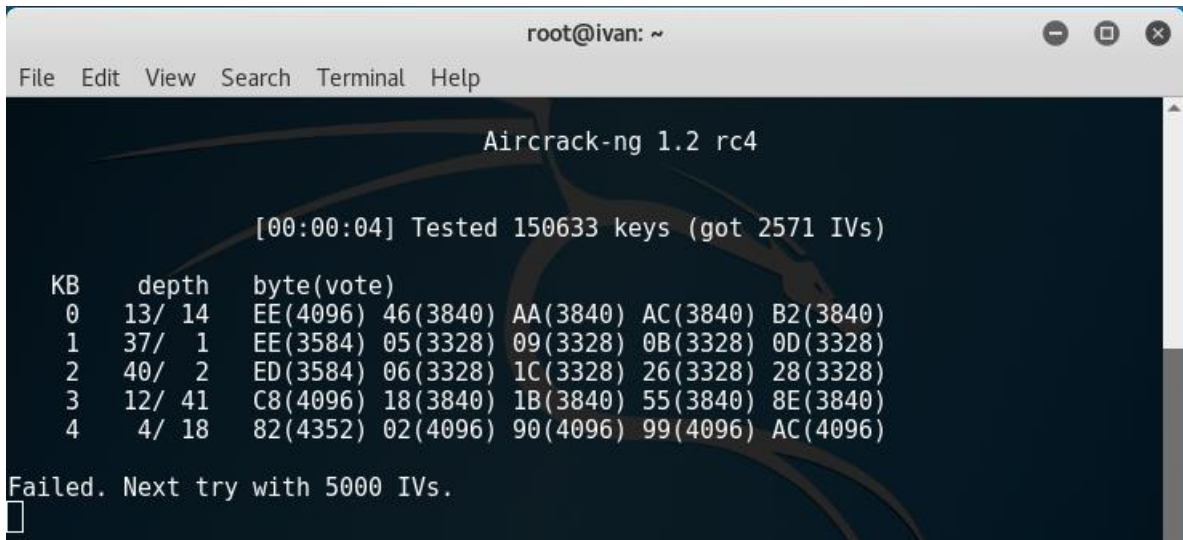 root@ivan: ~
File Edit View Search Terminal Help
Aircrack-ng 1.2 rc4
[00:00:04] Tested 150633 keys (got 2571 IVs)
KB depth byte(vote)
0 13/ 14 EE(4096) 46(3840) AA(3840) AC(3840) B2(3840)
1 37/ 1 EE(3584) 05(3328) 09(3328) 0B(3328) 0D(3328)
2 40/ 2 ED(3584) 06(3328) 1C(3328) 26(3328) 28(3328)
3 12/ 41 C8(4096) 18(3840) 1B(3840) 55(3840) 8E(3840)
4 4/ 18 82(4352) 02(4096) 90(4096) 99(4096) AC(4096)
Failed. Next try with 5000 IVs.